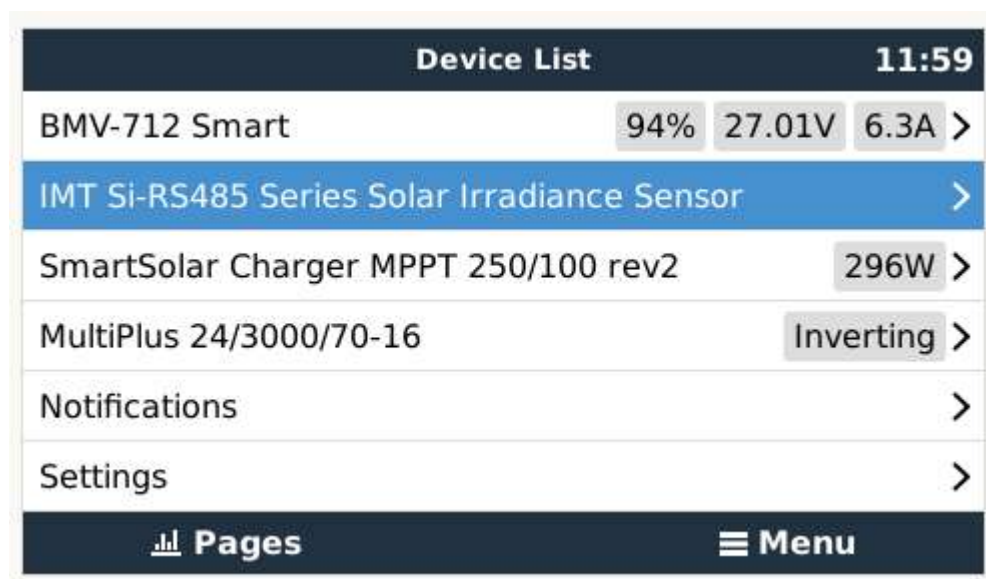 Device List 11:59
BMV-712 Smart 94% 27.01V 6.3A
IMT Si-RS485 Series Solar Irradiance Sensor
SmartSolar Charger MPPT 250/100 rev2 296W
MultiPlus 24/3000/70-16 Inverting
Notifications
Settings
Pages Menu